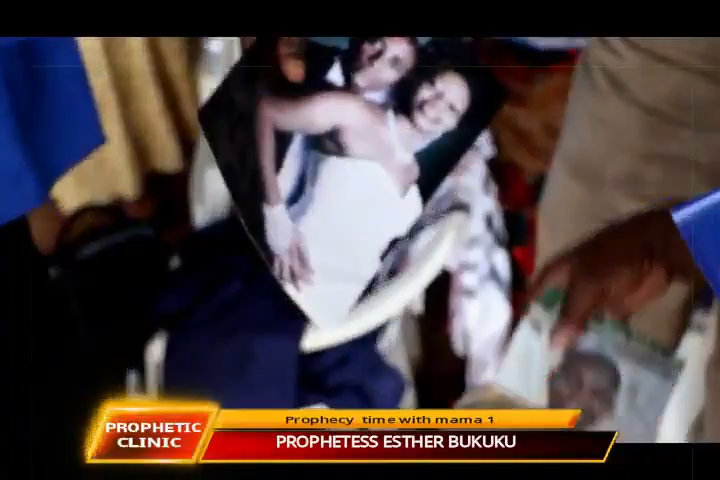 PROPHETIC
CLINIC
Prophecy time with mama 1
PROPHETESS ESTHER BUKUKU